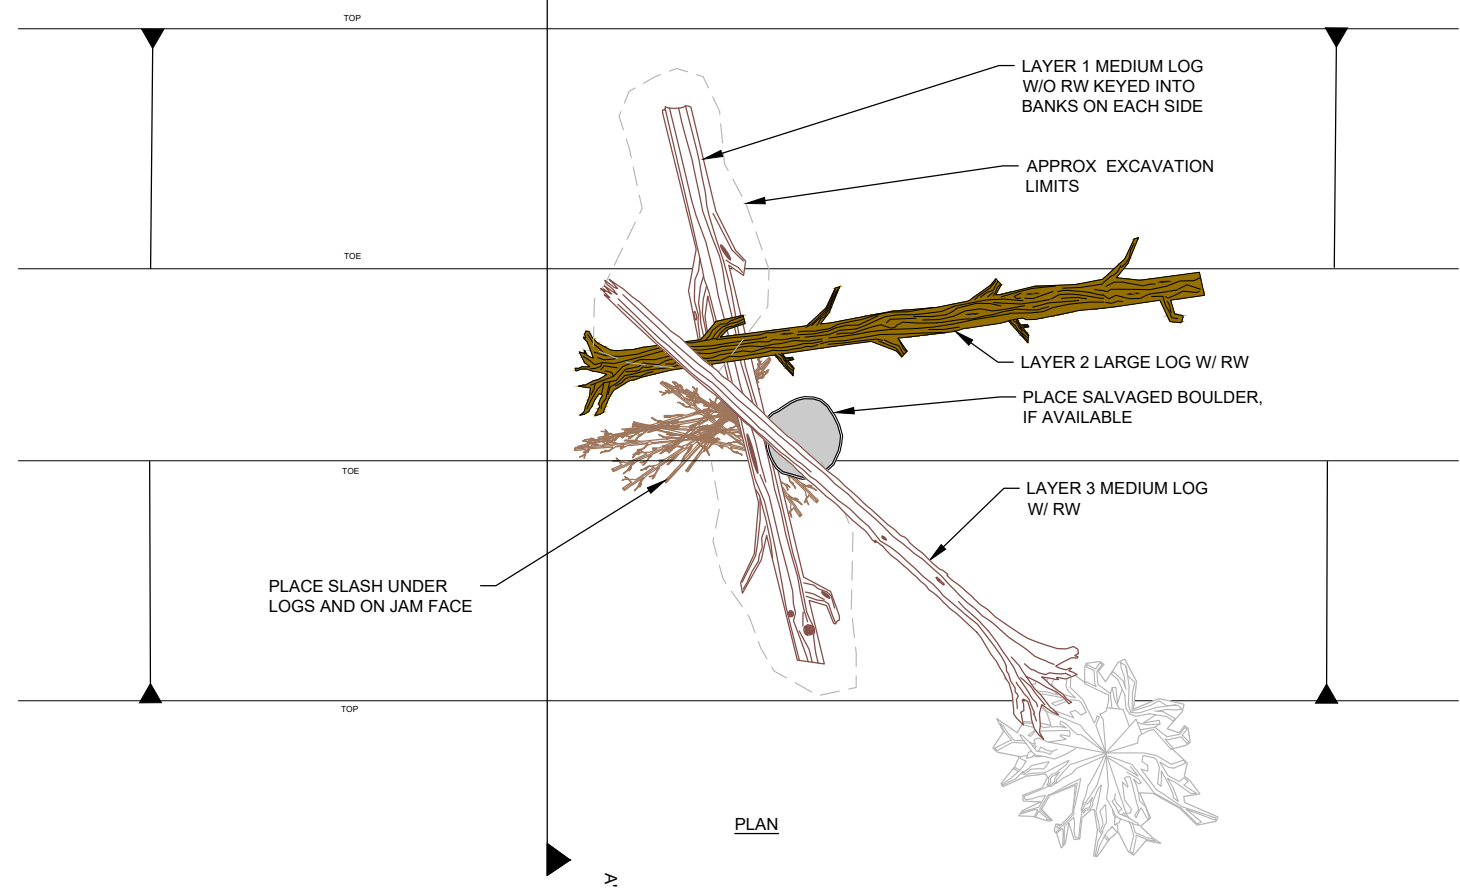 TOP
LAYER 1 MEDIUM LOG
W/O RW KEYED INTO
BANKS ON EACH SIDE
APPROX EXCAVATION
LIMITS
TOE
LAYER 2 LARGE LOG W/ RW
PLACE SALVAGED BOULDER,
IF AVAILABLE
TOE
LAYER 3 MEDIUM LOG
W/ RW
PLACE SLASH UNDER
LOGS AND ON JAM FACE
TOP
PLAN
A'